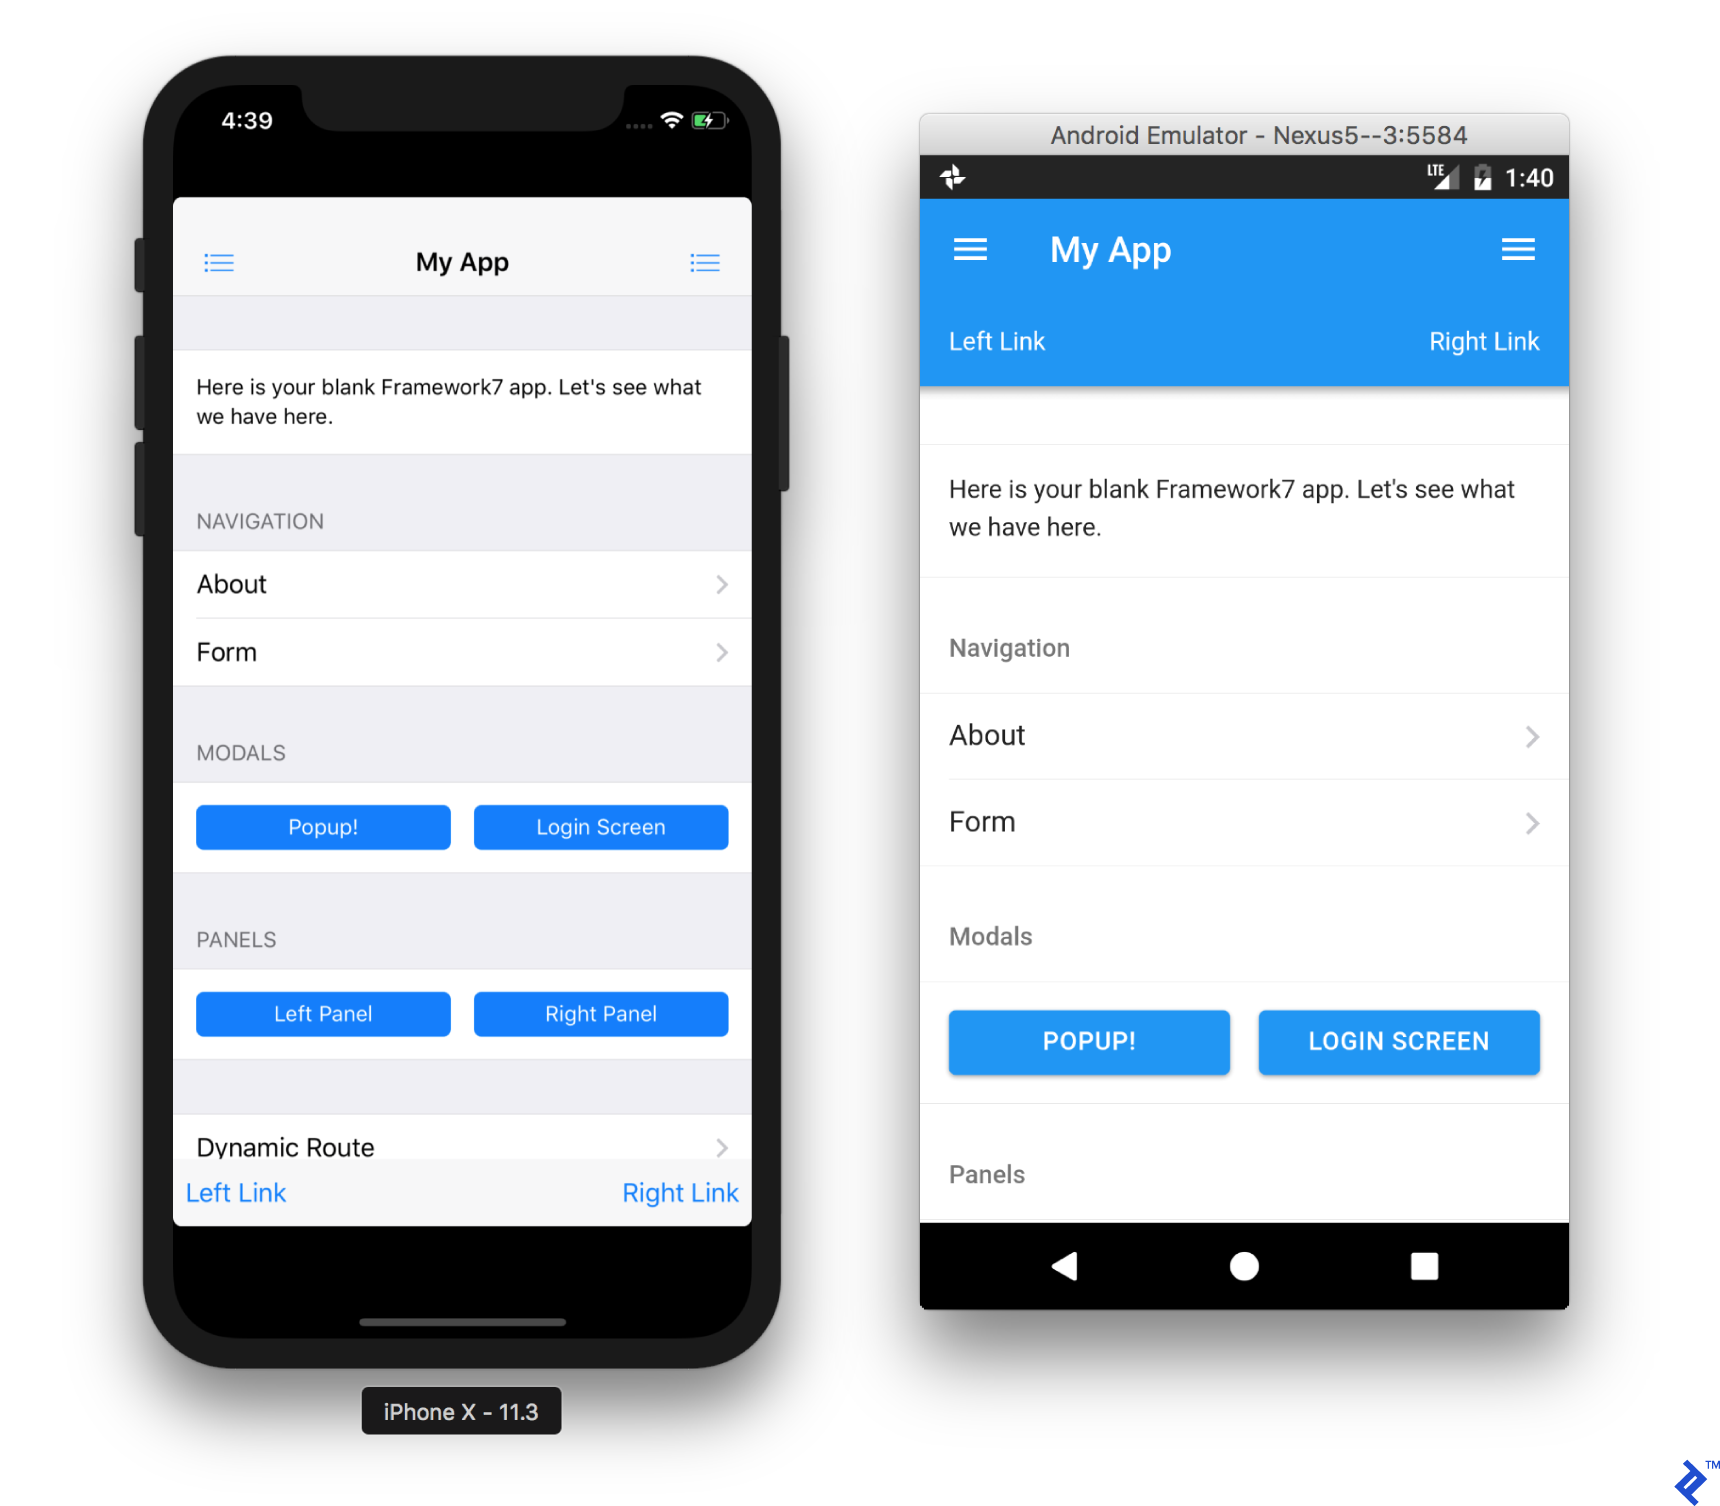 4:39
My App
Here is your blank Framework7 app. Let's see what
we have here.
NAVIGATION
About
Form
MODALS
Popup! Login Screen
PANELS
Left Panel Right Panel
Dynamic Route
Left Link Right Link
iPhone X - 11.3
Android Emulator - Nexus5--3:5584
LTE 1:40
My App
Left Link Right Link
Here is your blank Framework7 app. Let's see what
we have here.
Navigation
About
Form
Modals
POPUP! LOGIN SCREEN
Panels
TM